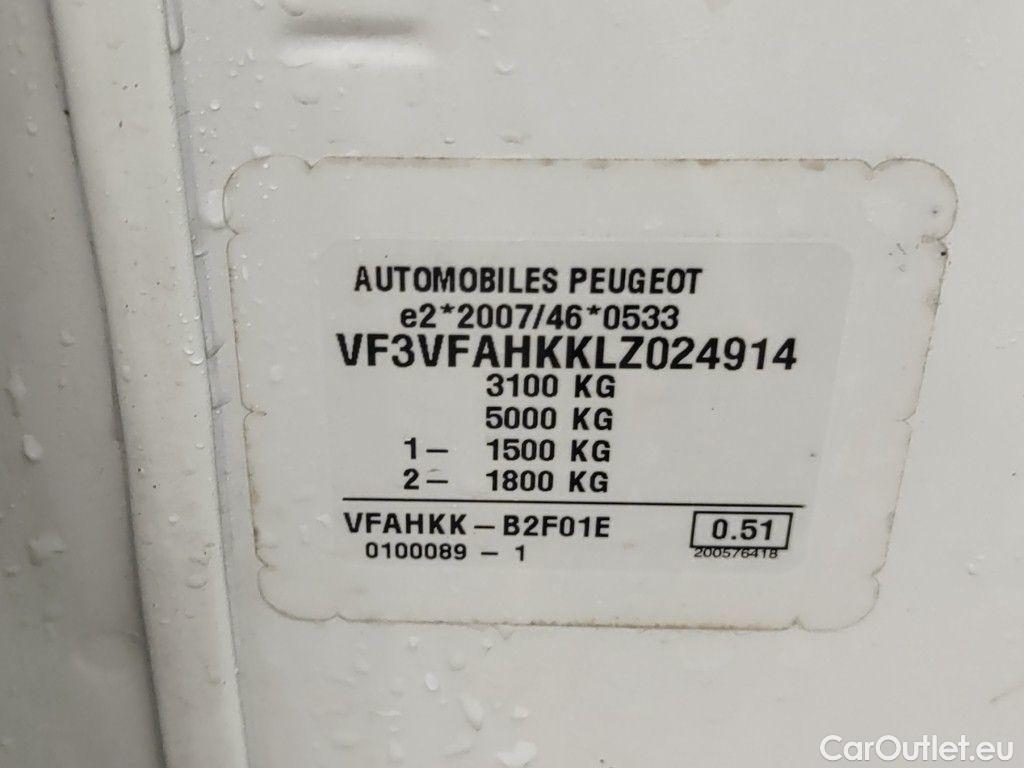 AUTOMOBILES PEUGEOT
e2*2007/46*0533
VF3VFAHKKLZ024914
3100 KG
5000 KG
1- 1500 KG
2- 1800 KG
VFAHKK-B2F01E
0.51
0100089-1
200576418
CarOutlet.eu